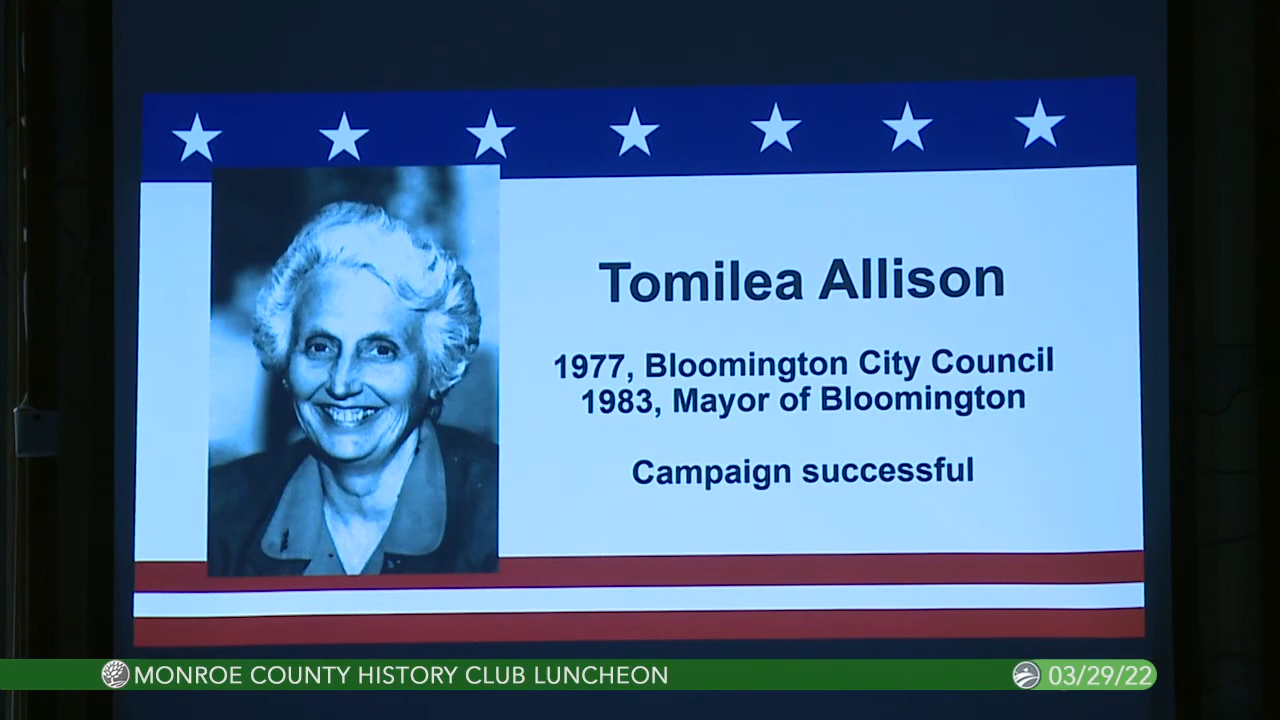 Tomilea Allison
1977, Bloomington City Council
1983, Mayor of Bloomington
Campaign successful
MONROE COUNTY HISTORY CLUB LUNCHEON
03/29/22